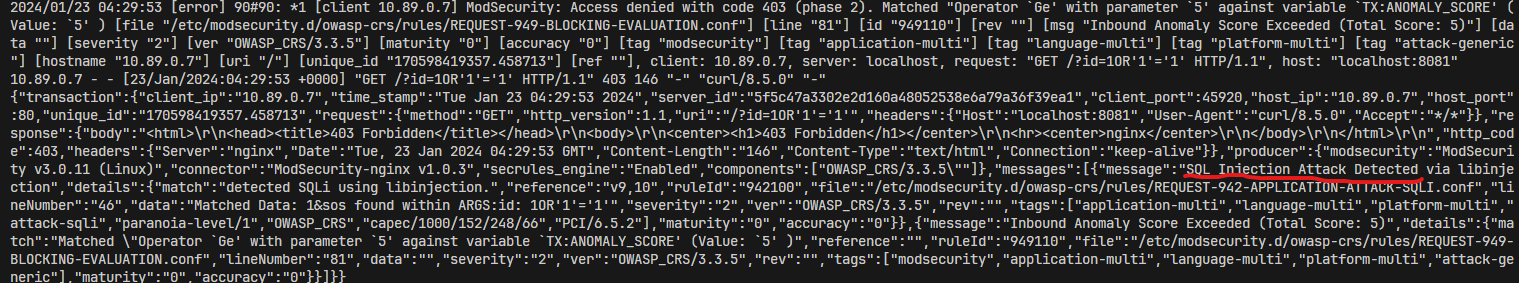 2024/01/23 04:29:53 [error] 90#90: *1 [client 10.89.0.7] ModSecurity: Access denied with code 403 (phase 2). Matched "Operator `Ge' with parameter `5' against variable `TX:ANOMALY_SCORE' (
Value: `5' ) [file "/etc/modsecurity.d/owasp-crs/rules/REQUEST-949-BLOCKING-EVALUATION.conf"] [line "81"] [id "949110"] [rev ""] [msg "Inbound Anomaly Score Exceeded (Total Score: 5)"] [da
ta ""] [severity "2"] [ver "OWASP_CRS/3.3.5"] [maturity "0"] [accuracy "0"] [tag "modsecurity"] [tag "application-multi"] [tag "language-multi"] [tag "platform-multi"] [tag "attack-generic
"] [hostname "10.89.0.7"] [uri "/"] [unique_id "170598419357.458713"] [ref ""], client: 10.89.0.7, server: localhost, request: "GET /?id=1OR'1'='1' HTTP/1.1", host: "localhost:8081"
10.89.0.7 - - [23/Jan/2024:04:29:53 +0000] "GET /?id=1OR'1'='1' HTTP/1.1" 403 146 "-" "curl/8.5.0" "-"
{"transaction":{"client_ip":"10.89.0.7","time_stamp":"Tue Jan 23 04:29:53 2024","server_id":"5f5c47a3302e2d160a48052538e6a79a36f39ea1","client_port":45920,"host_ip":"10.89.0.7","host_port"
:80,"unique_id":"170598419357.458713","request":{"method":"GET","http_version":1.1,"uri":"/?id=1OR'1'='1'","headers":{"Host":"localhost:8081","User-Agent":"curl/8.5.0","Accept":"*/*"}},"re
sponse":{"body":"<html>\r\n<head><title>403 Forbidden</title></head>\r\n<body>\r\n<center><h1>403 Forbidden</h1></center>\r\n<hr><center>nginx</center>\r\n</body>\r\n</html>\r\n","http_cod
e":403,"headers":{"Server":"nginx","Date":"Tue, 23 Jan 2024 04:29:53 GMT","Content-Length":"146","Content-Type":"text/html","Connection":"keep-alive"}},"producer":{"modsecurity":"ModSecuri
ty v3.0.11 (Linux)","connector":"ModSecurity-nginx v1.0.3","secrules_engine":"Enabled","components":["OWASP_CRS/3.3.5\""]},"messages":[{"message":"SQL Injection Attack Detected via libinje
ction","details":{"match":"detected SQLi using libinjection.","reference":"v9,10","ruleId":"942100","file":"/etc/modsecurity.d/owasp-crs/rules/REQUEST-942-APPLICATION-ATTACK-SQLI.conf","li
neNumber":"46","data":"Matched Data: 1&sos found within ARGS:id: 1OR'1'='1'","severity":"2","ver":"OWASP_CRS/3.3.5","rev":"","tags":["application-multi","language-multi","platform-multi","
attack-sqli","paranoia-level/1","OWASP_CRS","capec/1000/152/248/66","PCI/6.5.2"],"maturity":"0","accuracy":"0"}},{"message":"Inbound Anomaly Score Exceeded (Total Score: 5)","details":{"ma
tch":"Matched \"Operator `Ge' with parameter `5' against variable `TX:ANOMALY_SCORE' (Value: `5' )","reference":"","ruleId":"949110","file":"/etc/modsecurity.d/owasp-crs/rules/REQUEST-949-
BLOCKING-EVALUATION.conf","lineNumber":"81","data":"","severity":"2","ver":"OWASP_CRS/3.3.5","rev":"","tags":["modsecurity","application-multi","language-multi","platform-multi","attack-ge
neric"],"maturity":"0","accuracy":"0"}}]}}